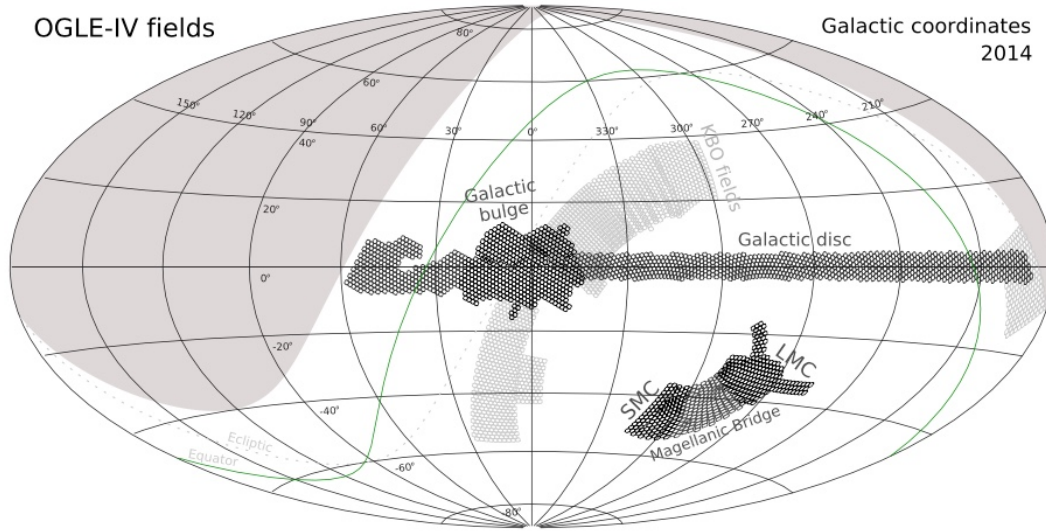 OGLE-IV fields
Galactic coordinates
2014
80°
60°
150°
120°
90°
60°
30°
0°
330°
300°
270°
240°
210°
40°
KBO fields
Galactic
bulge
20°
Galactic disc
0°
-20°
LMC
SMC
-40°
Magellanic Bridge
Ecliptic
Equator
-60°
80°